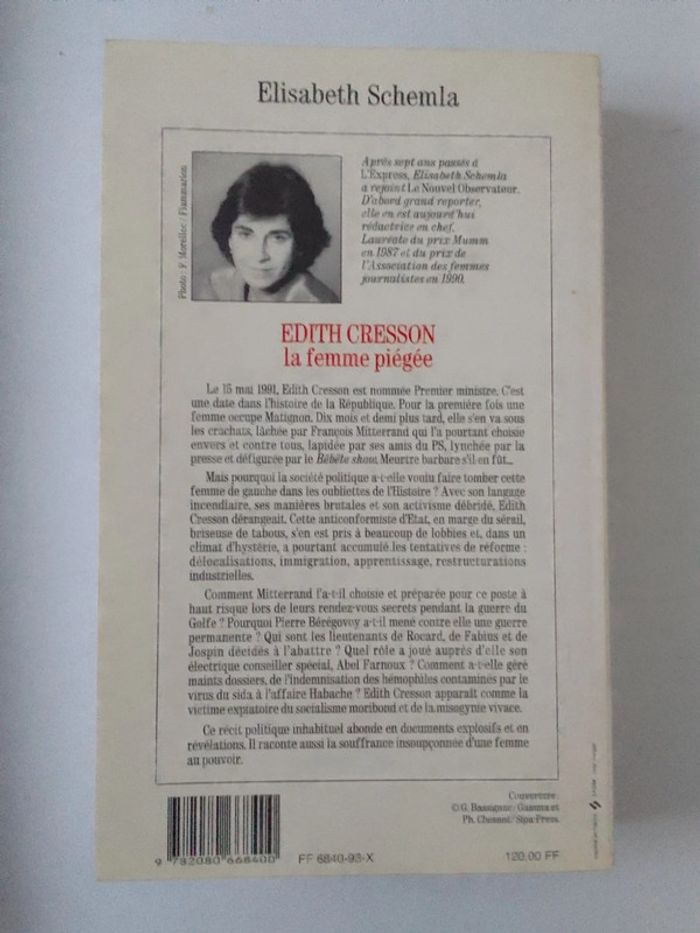 Elisabeth Schemla
Photo : P. Morellec / Flammarion
Après sept ans passés à
L'Express, Elisabeth Schemla
a rejoint Le Nouvel Observateur.
D'abord grand reporter,
elle en est aujourd'hui
rédactrice en chef.
Lauréate du prix Mumm
en 1987 et du prix de
l'Association des femmes
journalistes en 1990.
EDITH CRESSON
la femme piégée
Le 15 mai 1991, Edith Cresson est nommée Premier ministre. C'est
une date dans l'histoire de la République. Pour la première fois une
femme occupe Matignon. Dix mois et demi plus tard, elle s'en va sous
les crachats, lâchée par François Mitterrand qui l'a pourtant choisie
envers et contre tous, lapidée par ses amis du PS, lynchée par la
presse et défigurée par le Bébête show. Meurtre barbare s'il en fût...
Mais pourquoi la société politique a-t-elle voulu faire tomber cette
femme de gauche dans les oubliettes de l'Histoire ? Avec son langage
incendiaire, ses manières brutales et son activisme débridé, Edith
Cresson dérangeait. Cette anticonformiste d'Etat, en marge du sérail,
briseuse de tabous, s'en est pris à beaucoup de lobbies et, dans un
climat d'hystérie, a pourtant accumulé les tentatives de réforme :
délocalisations, immigration, apprentissage, restructurations
industrielles.
Comment Mitterrand l'a-t-il choisie et préparée pour ce poste à
haut risque lors de leurs rendez-vous secrets pendant la guerre du
Golfe ? Pourquoi Pierre Bérégovoy a-t-il mené contre elle une guerre
permanente ? Qui sont les lieutenants de Rocard, de Fabius et de
Jospin décidés à l'abattre ? Quel rôle a joué auprès d'elle son
électrique conseiller spécial, Abel Farnoux ? Comment a-t-elle géré
maints dossiers, de l'indemnisation des hémophiles contaminés par le
virus du sida à l'affaire Habache ? Edith Cresson apparaît comme la
victime expiatoire du socialisme moribond et de la misogynie vivace.
Ce récit politique inhabituel abonde en documents explosifs et en
révélations. Il raconte aussi la souffrance insoupçonnée d'une femme
au pouvoir.
Couverture :
© G. Bassignac / Gamma et
Ph. Chesnot / Sipa-Press.
9 782080 668400
FF 6840-93-X
120,00 FF